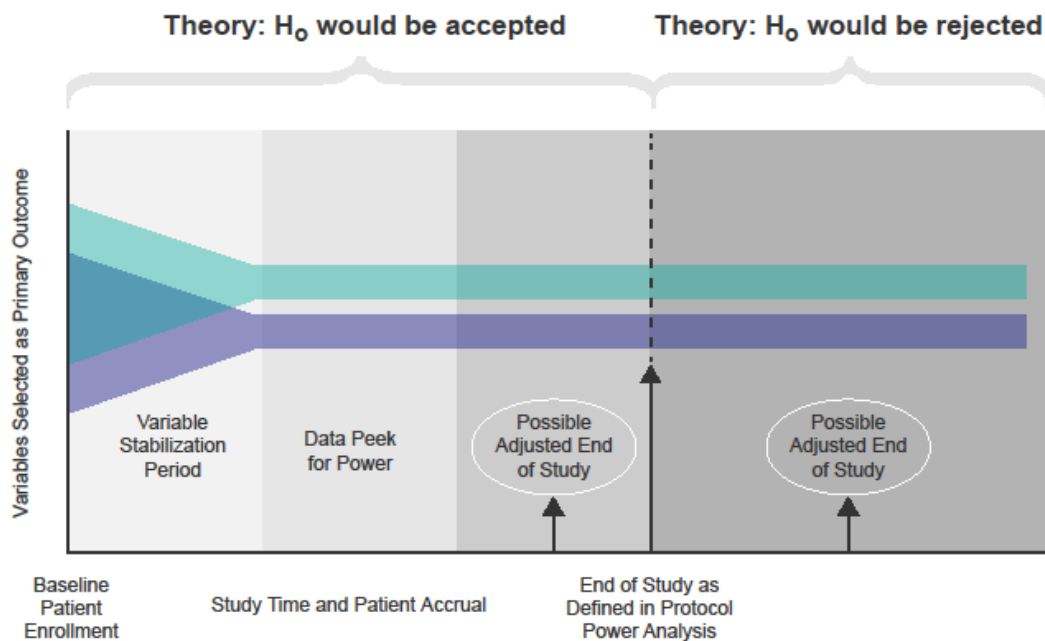 Theory: Ho would be accepted
Theory: Ho would be rejected
Variables Selected as Primary Outcome
Variable
Stabilization
Period
Data Peek
for Power
Possible
Adjusted End
of Study
Possible
Adjusted End
of Study
Baseline
Patient
Enrollment
Study Time and Patient Accrual
End of Study as
Defined in Protocol
Power Analysis